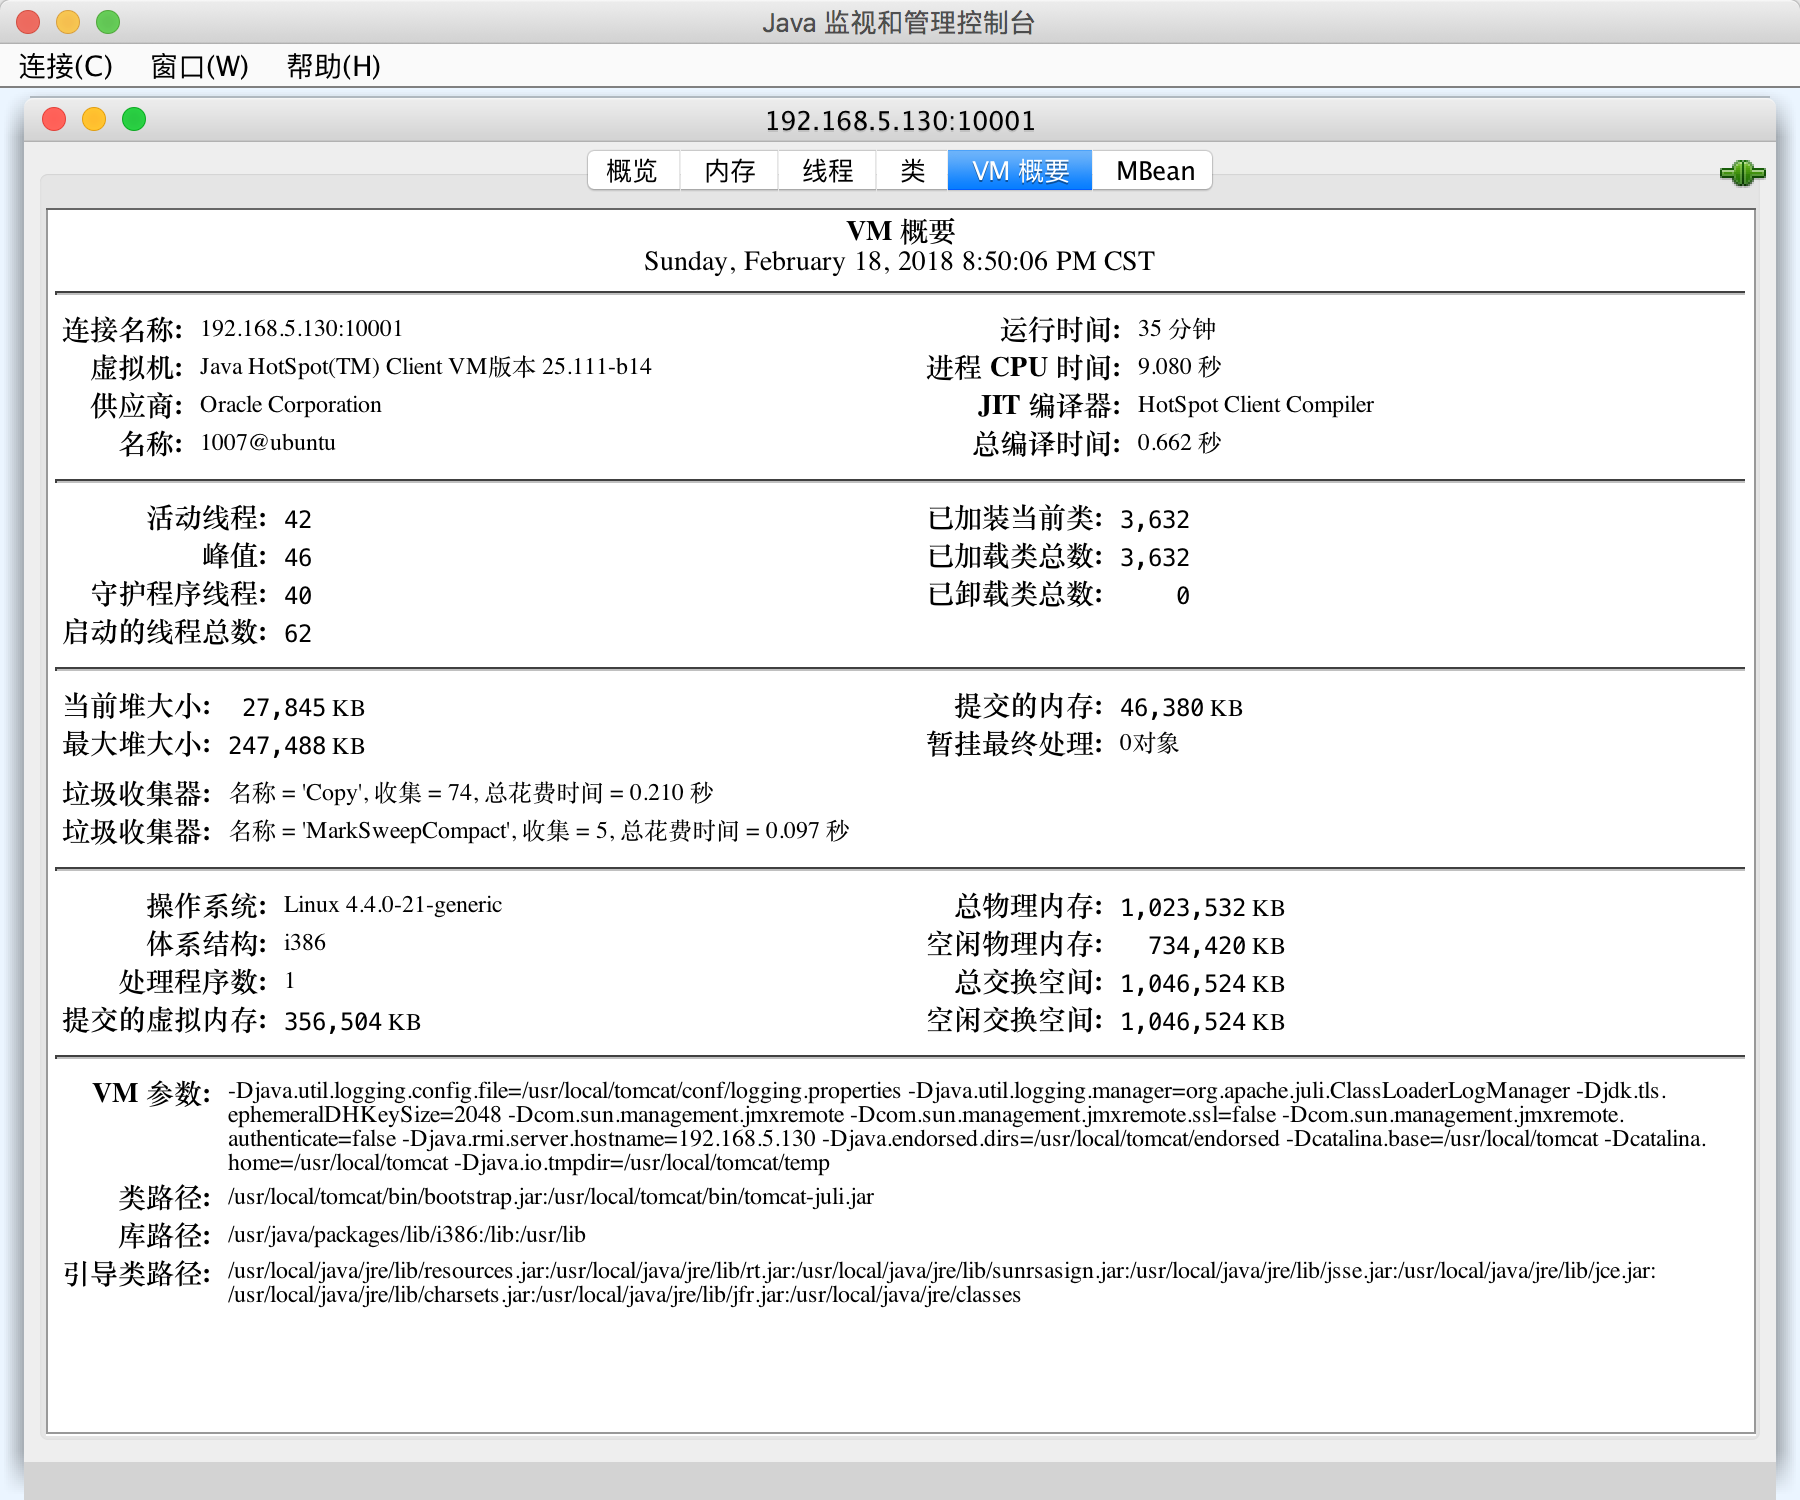 Java 监视和管理控制台
连接(C) 窗口(W) 帮助(H)
192.168.5.130:10001
概览 内存 线程 类 VM 概要 MBean
VM 概要
Sunday, February 18, 2018 8:50:06 PM CST
连接名称: 192.168.5.130:10001 运行时间: 35 分钟
虚拟机: Java HotSpot(TM) Client VM版本 25.111-b14 进程 CPU 时间: 9.080 秒
供应商: Oracle Corporation JIT 编译器: HotSpot Client Compiler
名称: 1007@ubuntu 总编译时间: 0.662 秒
活动线程: 42 已加装当前类: 3,632
峰值: 46 已加载类总数: 3,632
守护程序线程: 40 已卸载类总数: 0
启动的线程总数: 62
当前堆大小: 27,845 KB 提交的内存: 46,380 KB
最大堆大小: 247,488 KB 暂挂最终处理: 0对象
垃圾收集器: 名称 = 'Copy', 收集 = 74, 总花费时间 = 0.210 秒
垃圾收集器: 名称 = 'MarkSweepCompact', 收集 = 5, 总花费时间 = 0.097 秒
操作系统: Linux 4.4.0-21-generic 总物理内存: 1,023,532 KB
体系结构: i386 空闲物理内存: 734,420 KB
处理程序数: 1 总交换空间: 1,046,524 KB
提交的虚拟内存: 356,504 KB 空闲交换空间: 1,046,524 KB
VM 参数: -Djava.util.logging.config.file=/usr/local/tomcat/conf/logging.properties -Djava.util.logging.manager=org.apache.juli.ClassLoaderLogManager -Djdk.tls.
ephemeralDHKeySize=2048 -Dcom.sun.management.jmxremote -Dcom.sun.management.jmxremote.ssl=false -Dcom.sun.management.jmxremote.
authenticate=false -Djava.rmi.server.hostname=192.168.5.130 -Djava.endorsed.dirs=/usr/local/tomcat/endorsed -Dcatalina.base=/usr/local/tomcat -Dcatalina.
home=/usr/local/tomcat -Djava.io.tmpdir=/usr/local/tomcat/temp
类路径: /usr/local/tomcat/bin/bootstrap.jar:/usr/local/tomcat/bin/tomcat-juli.jar
库路径: /usr/java/packages/lib/i386:/lib:/usr/lib
引导类路径: /usr/local/java/jre/lib/resources.jar:/usr/local/java/jre/lib/rt.jar:/usr/local/java/jre/lib/sunrsasign.jar:/usr/local/java/jre/lib/jsse.jar:/usr/local/java/jre/lib/jce.jar:
/usr/local/java/jre/lib/charsets.jar:/usr/local/java/jre/lib/jfr.jar:/usr/local/java/jre/classes